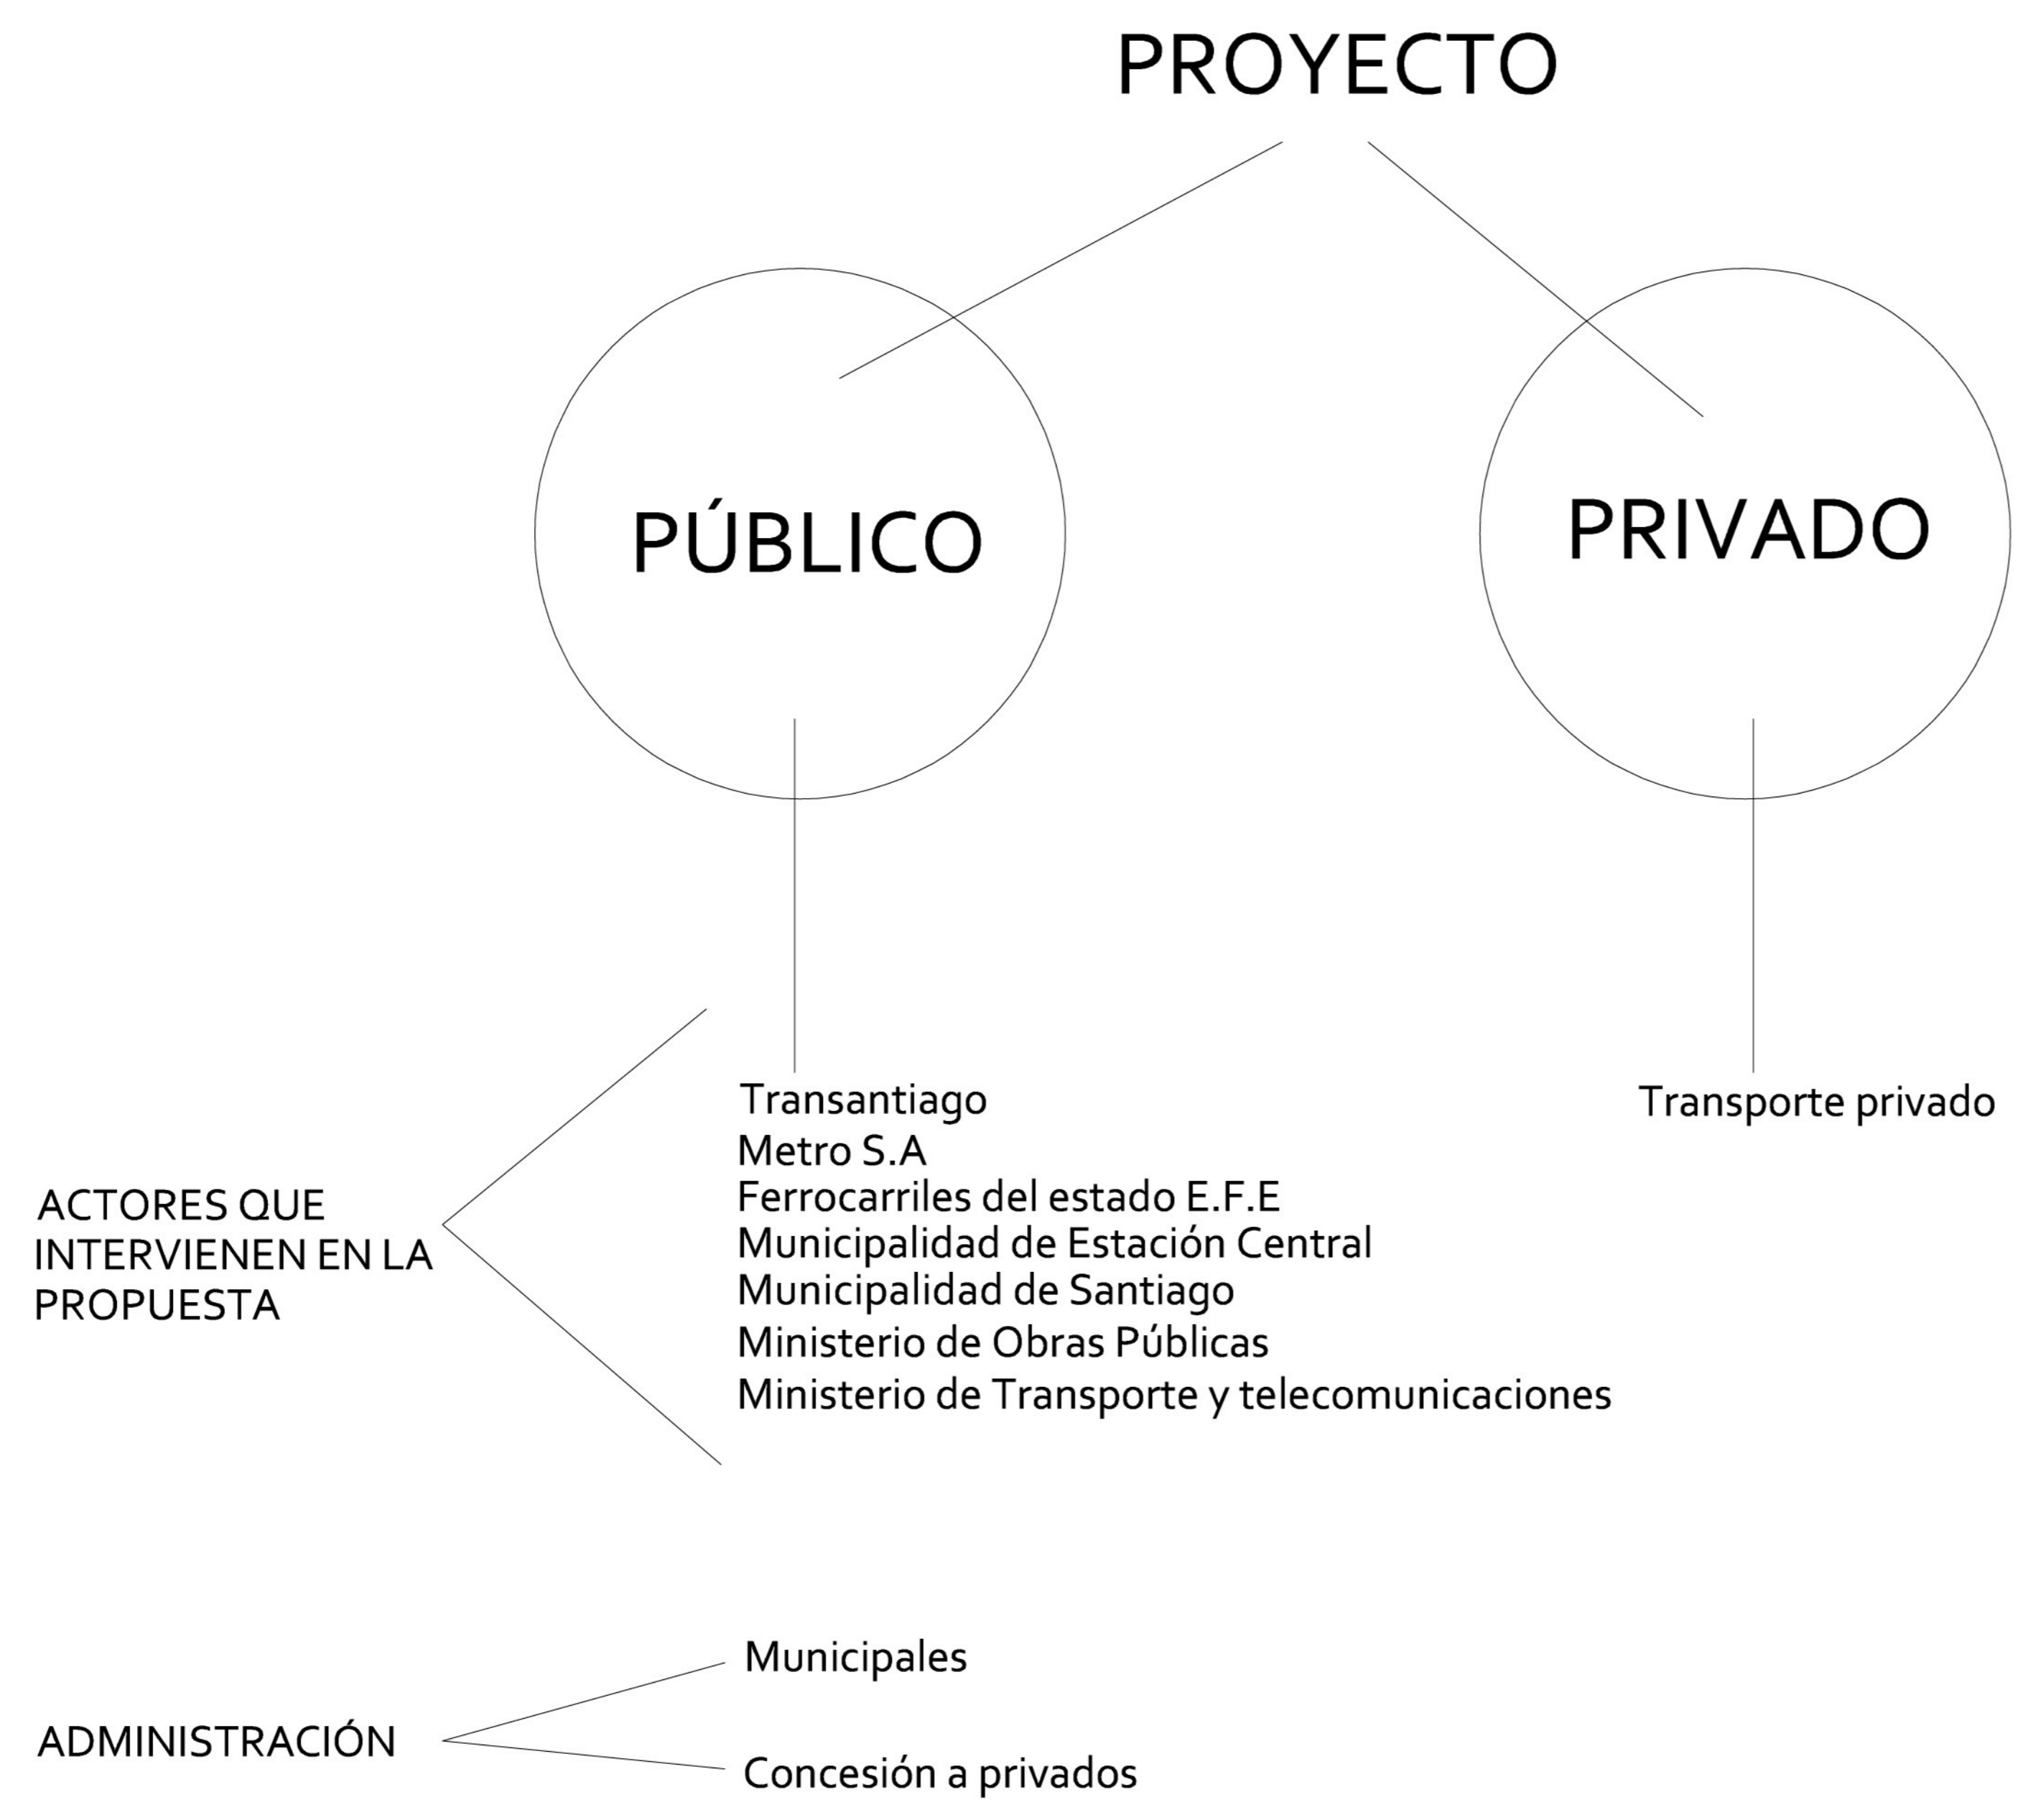 PROYECTO
PÚBLICO
PRIVADO
Transantiago
Metro S.A
Ferrocarriles del estado E.F.E
Municipalidad de Estación Central
Municipalidad de Santiago
Ministerio de Obras Públicas
Ministerio de Transporte y telecomunicaciones
Transporte privado
ACTORES QUE
INTERVIENEN EN LA
PROPUESTA
ADMINISTRACIÓN
Municipales
Concesión a privados